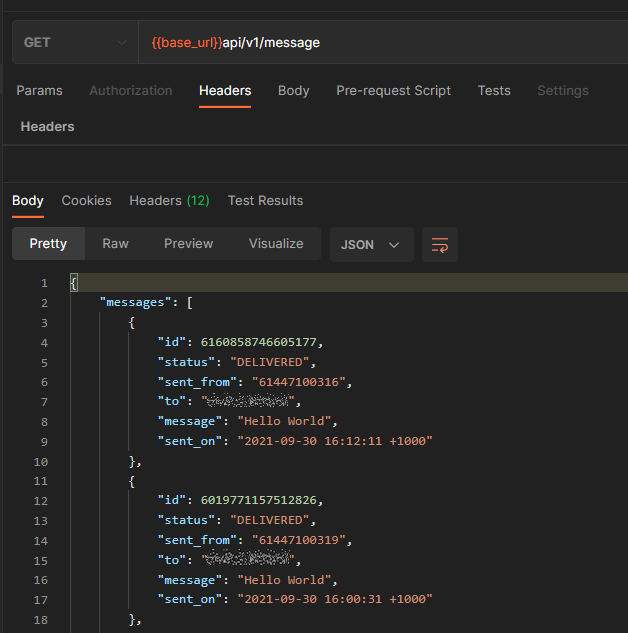 GET {{base_url}}api/v1/message
Params Authorization Headers Body Pre-request Script Tests Settings
Headers
Body Cookies Headers (12) Test Results
Pretty Raw Preview Visualize JSON
1 {
2 "messages": [
3 {
4 "id": 6160858746605177,
5 "status": "DELIVERED",
6 "sent_from": "61447100316",
7 "to": "",
8 "message": "Hello World",
9 "sent_on": "2021-09-30 16:12:11 +1000"
10 },
11 {
12 "id": 6019771157512826,
13 "status": "DELIVERED",
14 "sent_from": "61447100319",
15 "to": "",
16 "message": "Hello World",
17 "sent_on": "2021-09-30 16:00:31 +1000"
18 },